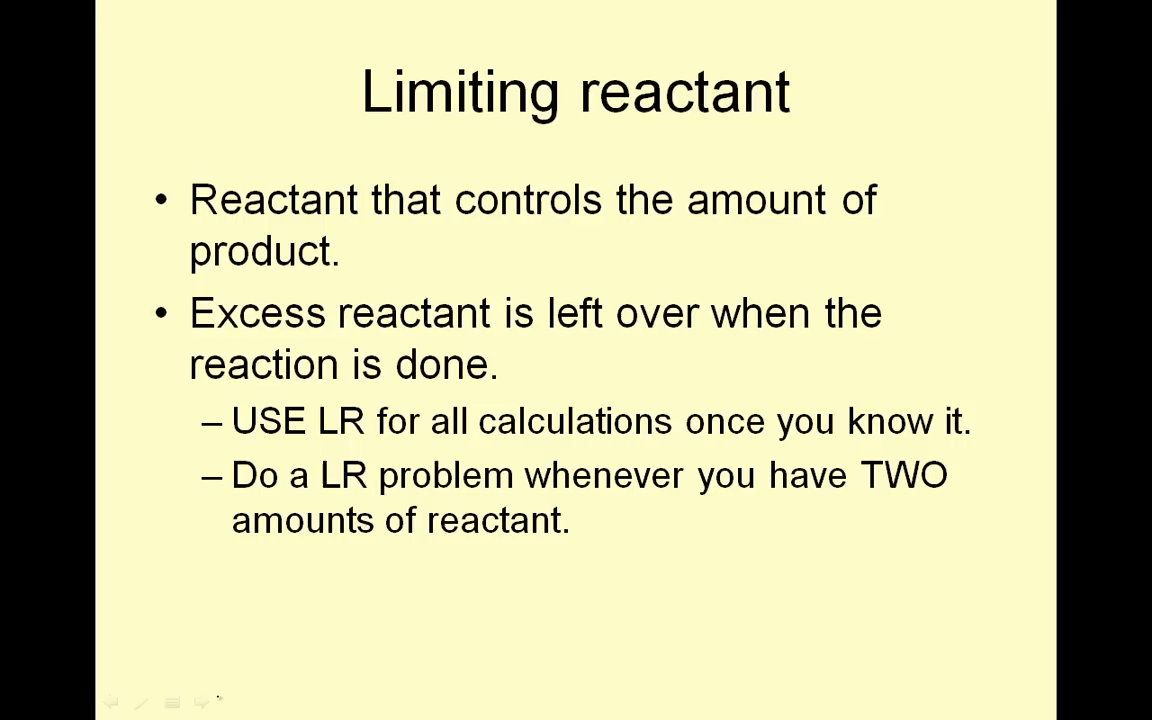 Limiting reactant
• Reactant that controls the amount of
product.
• Excess reactant is left over when the
reaction is done.
– USE LR for all calculations once you know it.
– Do a LR problem whenever you have TWO
amounts of reactant.